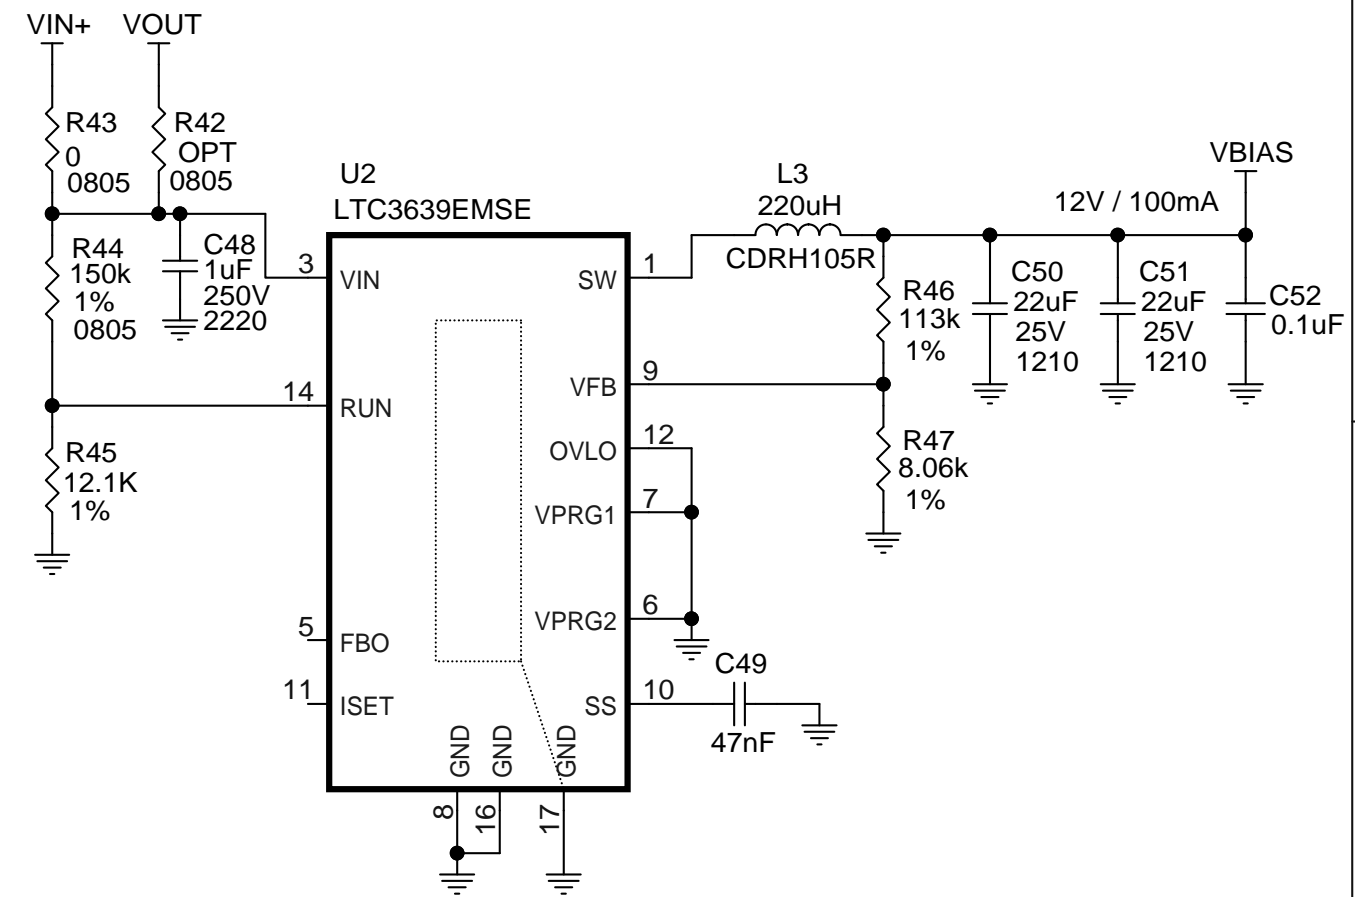 VIN+
VOUT
R43
0
0805
R42
OPT
0805
R44
150k
1%
0805
C48
1uF
250V
2220
R45
12.1K
1%
U2
LTC3639EMSE
3
VIN
14
RUN
5
FBO
11
ISET
SW
1
VFB
9
OVLO
12
VPRG1
7
VPRG2
6
SS
10
GND
GND
GND
8
16
17
L3
220uH
CDRH105R
12V / 100mA
VBIAS
R46
113k
1%
R47
8.06k
1%
C50
22uF
25V
1210
C51
22uF
25V
1210
C52
0.1uF
C49
47nF